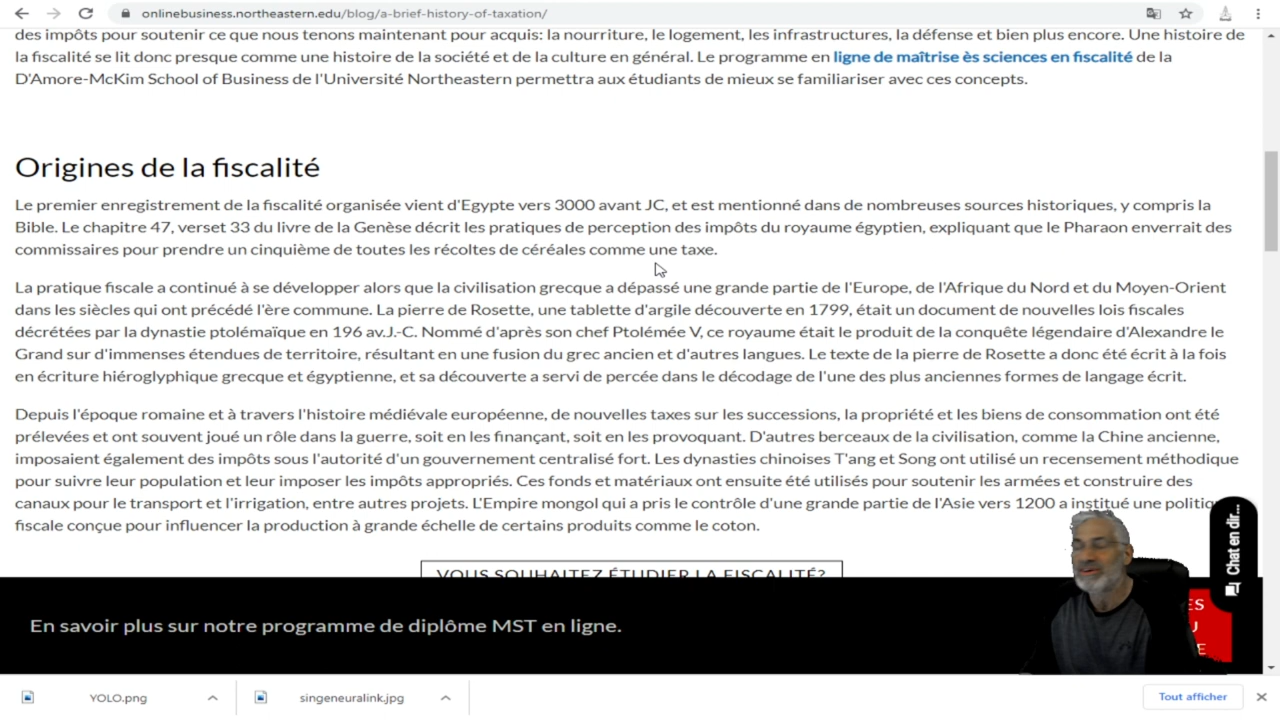 onlinebusiness.northeastern.edu/blog/a-brief-history-of-taxation/
des impôts pour soutenir ce que nous tenons maintenant pour acquis: la nourriture, le logement, les infrastructures, la défense et bien plus encore. Une histoire de
la fiscalité se lit donc presque comme une histoire de la société et de la culture en général. Le programme en ligne de maîtrise ès sciences en fiscalité de la
D'Amore-McKim School of Business de l'Université Northeastern permettra aux étudiants de mieux se familiariser avec ces concepts.
Origines de la fiscalité
Le premier enregistrement de la fiscalité organisée vient d'Egypte vers 3000 avant JC, et est mentionné dans de nombreuses sources historiques, y compris la
Bible. Le chapitre 47, verset 33 du livre de la Genèse décrit les pratiques de perception des impôts du royaume égyptien, expliquant que le Pharaon enverrait des
commissaires pour prendre un cinquième de toutes les récoltes de céréales comme une taxe.
La pratique fiscale a continué à se développer alors que la civilisation grecque a dépassé une grande partie de l'Europe, de l'Afrique du Nord et du Moyen-Orient
dans les siècles qui ont précédé l'ère commune. La pierre de Rosette, une tablette d'argile découverte en 1799, était un document de nouvelles lois fiscales
décrétées par la dynastie ptolémaïque en 196 av.J.-C. Nommé d'après son chef Ptolémée V, ce royaume était le produit de la conquête légendaire d'Alexandre le
Grand sur d'immenses étendues de territoire, résultant en une fusion du grec ancien et d'autres langues. Le texte de la pierre de Rosette a donc été écrit à la fois
en écriture hiéroglyphique grecque et égyptienne, et sa découverte a servi de percée dans le décodage de l'une des plus anciennes formes de langage écrit.
Depuis l'époque romaine et à travers l'histoire médiévale européenne, de nouvelles taxes sur les successions, la propriété et les biens de consommation ont été
prélevées et ont souvent joué un rôle dans la guerre, soit en les finançant, soit en les provoquant. D'autres berceaux de la civilisation, comme la Chine ancienne,
imposaient également des impôts sous l'autorité d'un gouvernement centralisé fort. Les dynasties chinoises T'ang et Song ont utilisé un recensement méthodique
pour suivre leur population et leur imposer les impôts appropriés. Ces fonds et matériaux ont ensuite été utilisés pour soutenir les armées et construire des
canaux pour le transport et l'irrigation, entre autres projets. L'Empire mongol qui a pris le contrôle d'une grande partie de l'Asie vers 1200 a institué une politiq
fiscale conçue pour influencer la production à grande échelle de certains produits comme le coton.
VOUS SOUHAITEZ ÉTUDIER LA FISCALITÉ?
Chat en dir...
En savoir plus sur notre programme de diplôme MST en ligne.
YOLO.png
singeneuralink.jpg
Tout afficher